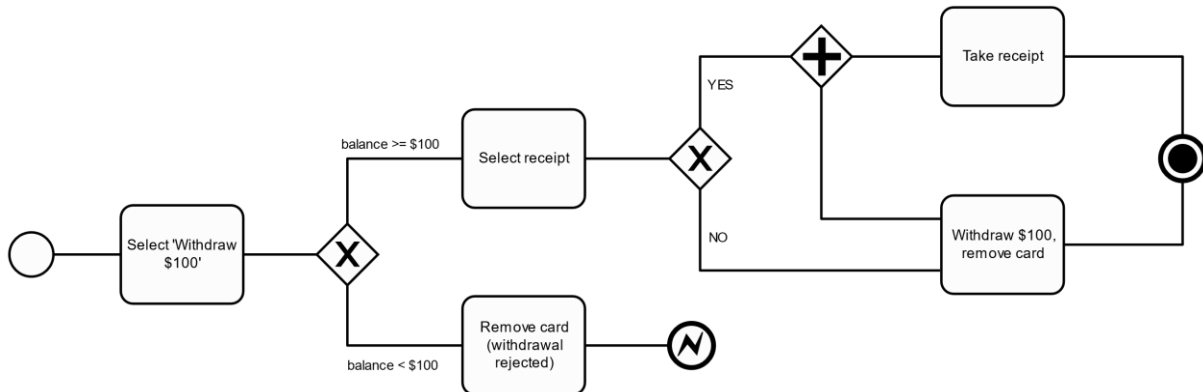 Select 'Withdraw
$100'
balance >= $100
balance < $100
Select receipt
Remove card
(withdrawal
rejected)
YES
NO
Take receipt
Withdraw $100,
remove card